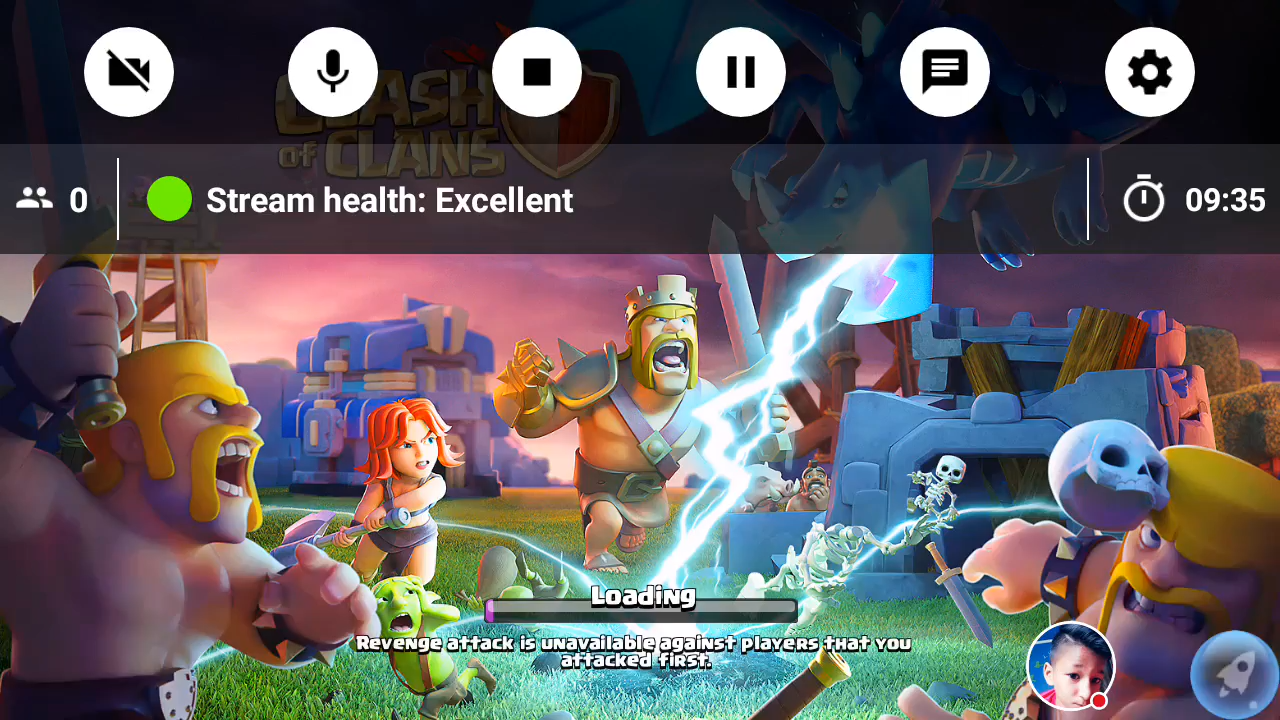 CLASH
OF CLANS
0
Stream health: Excellent
09:35
Loading
Revenge attack is unavailable against players that you
attacked first.